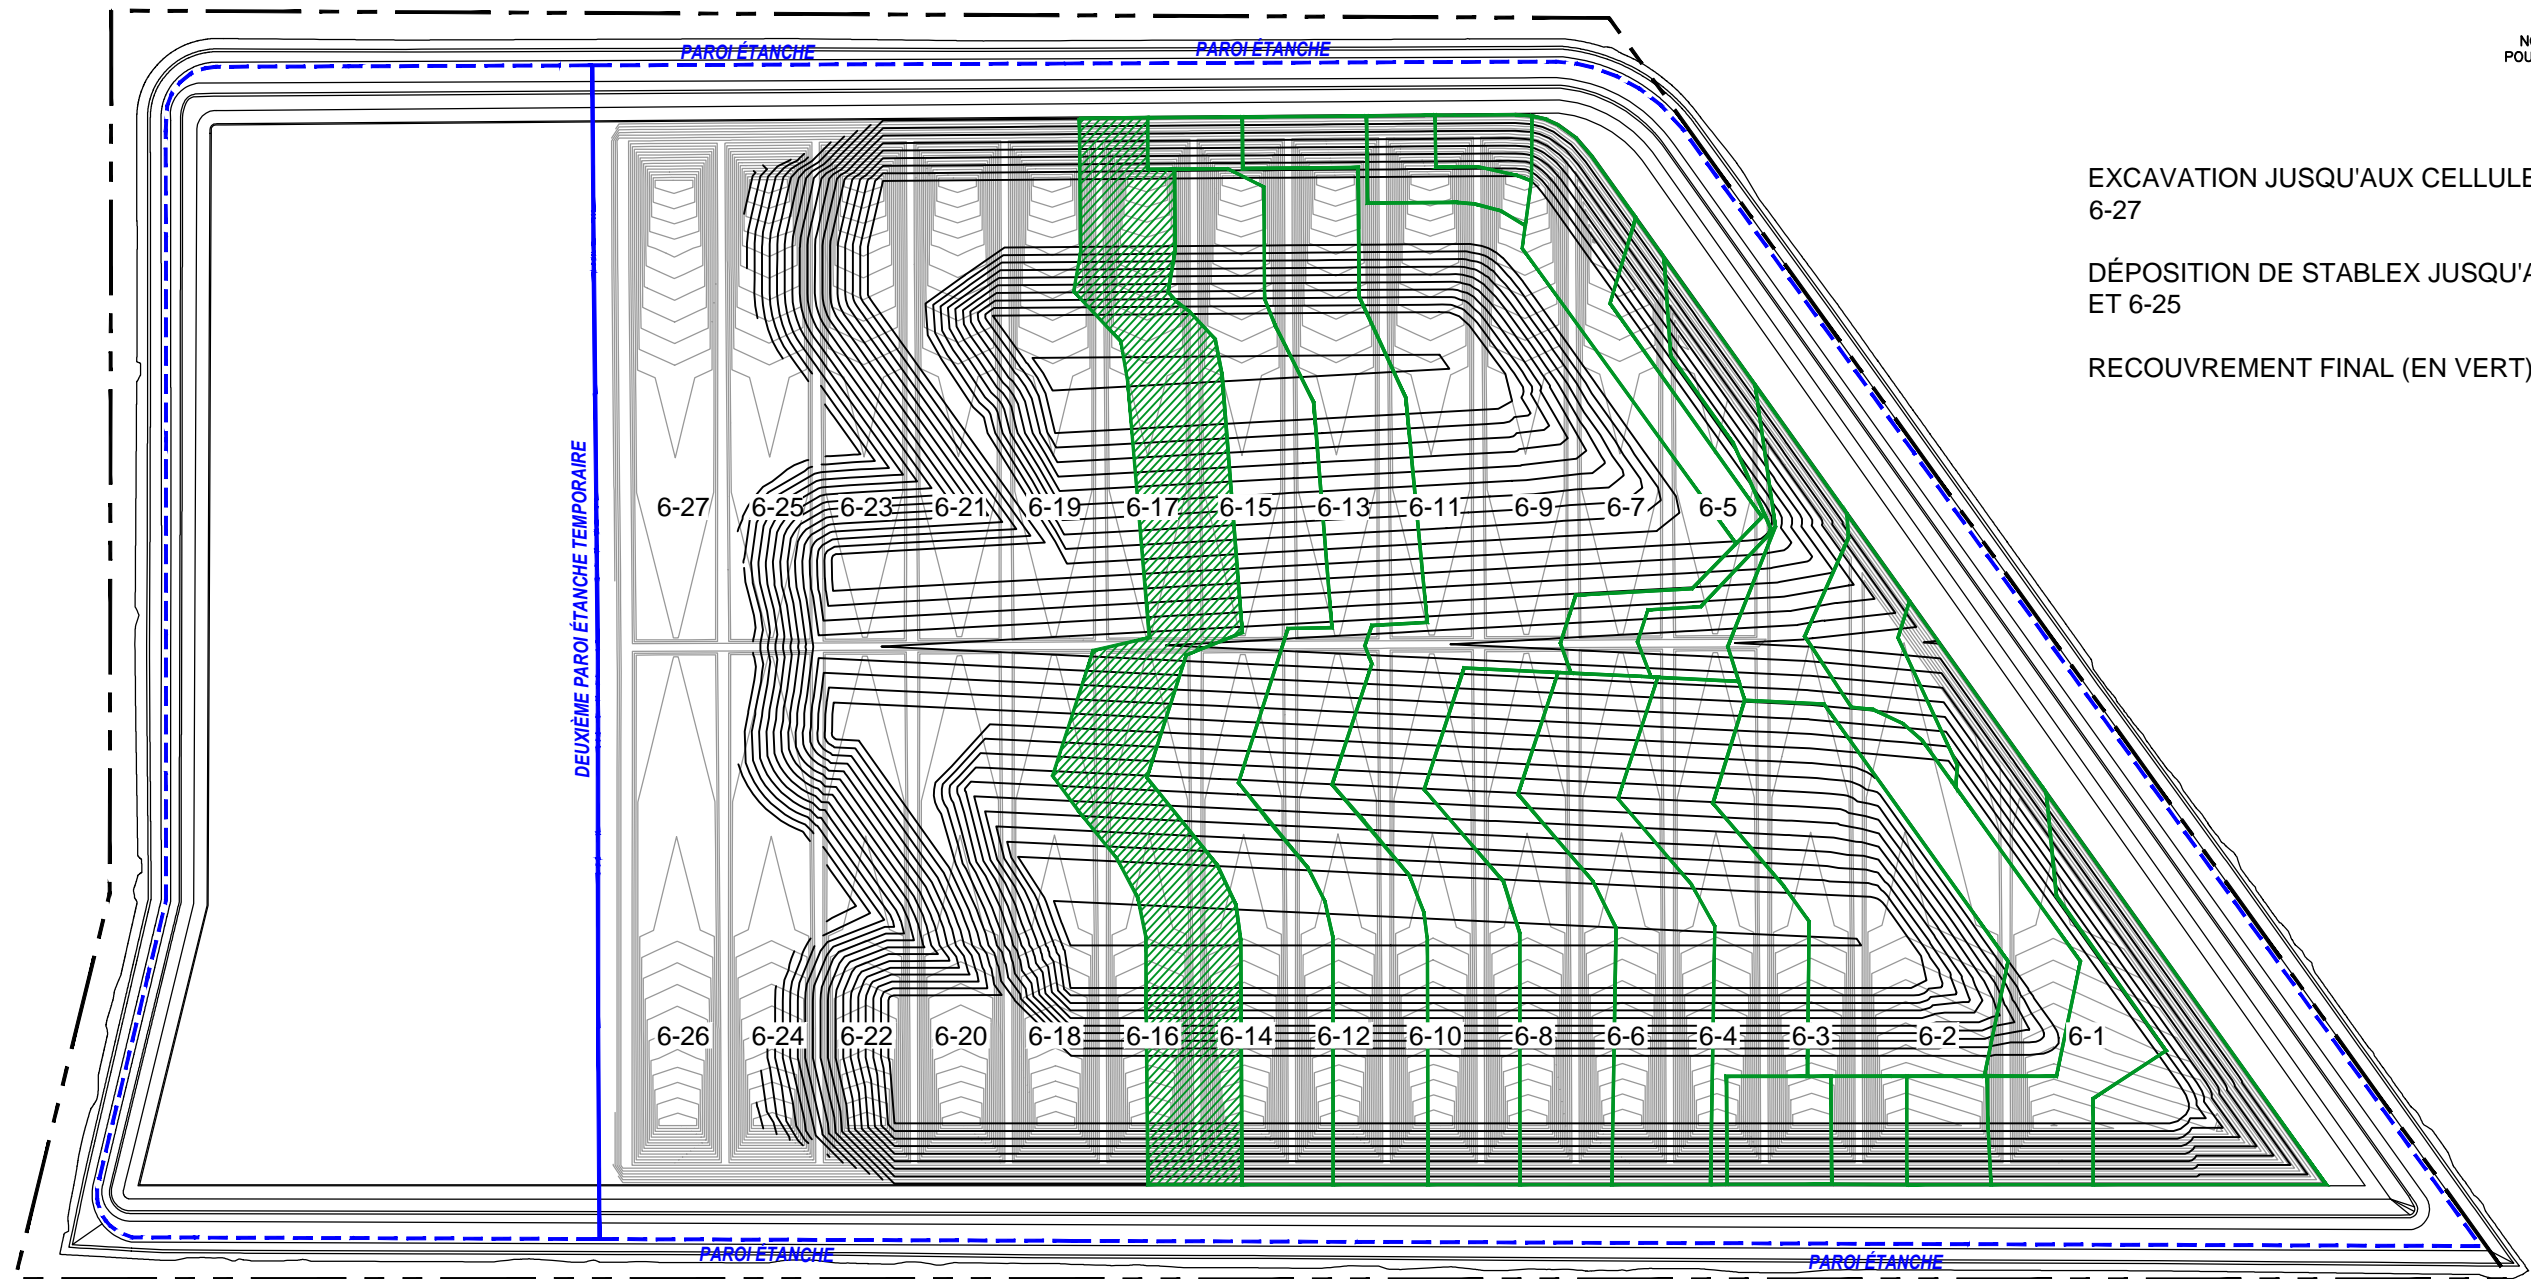 PAROI ÉTANCHE
PAROI ÉTANCHE
EXCAVATION JUSQU'AUX CELLULE
6-27
DÉPOSITION DE STABLEX JUSQU'A
ET 6-25
RECOUVREMENT FINAL (EN VERT)
DEUXIÈME PAROI ÉTANCHE TEMPORAIRE
6-27 6-25 6-23 6-21 6-19 6-17 6-15 6-13 6-11 6-9 6-7 6-5
6-26 6-24 6-22 6-20 6-18 6-16 6-14 6-12 6-10 6-8 6-6 6-4 6-3 6-2 6-1
PAROI ÉTANCHE
PAROI ÉTANCHE